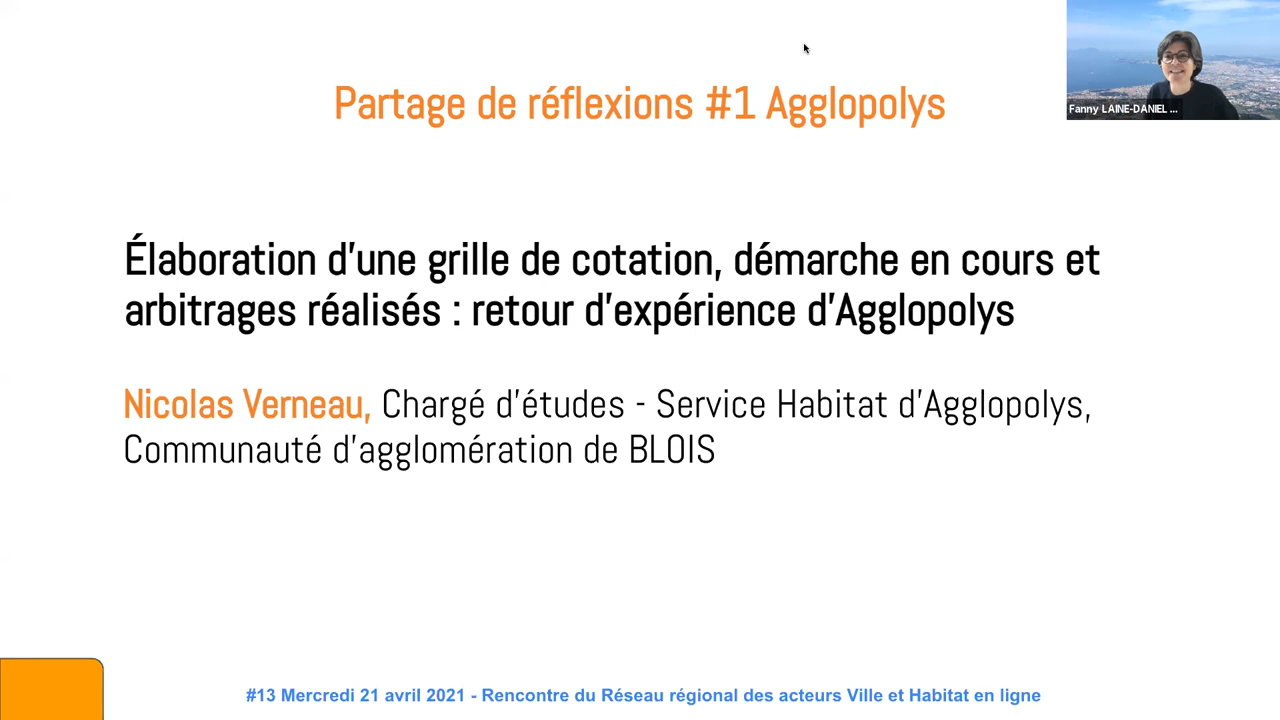 Partage de réflexions #1 Agglopolys
Fanny LAINE-DANIEL ...
Élaboration d'une grille de cotation, démarche en cours et
arbitrages réalisés : retour d'expérience d'Agglopolys
Nicolas Verneau, Chargé d'études - Service Habitat d'Agglopolys,
Communauté d'agglomération de BLOIS
#13 Mercredi 21 avril 2021 - Rencontre du Réseau régional des acteurs Ville et Habitat en ligne